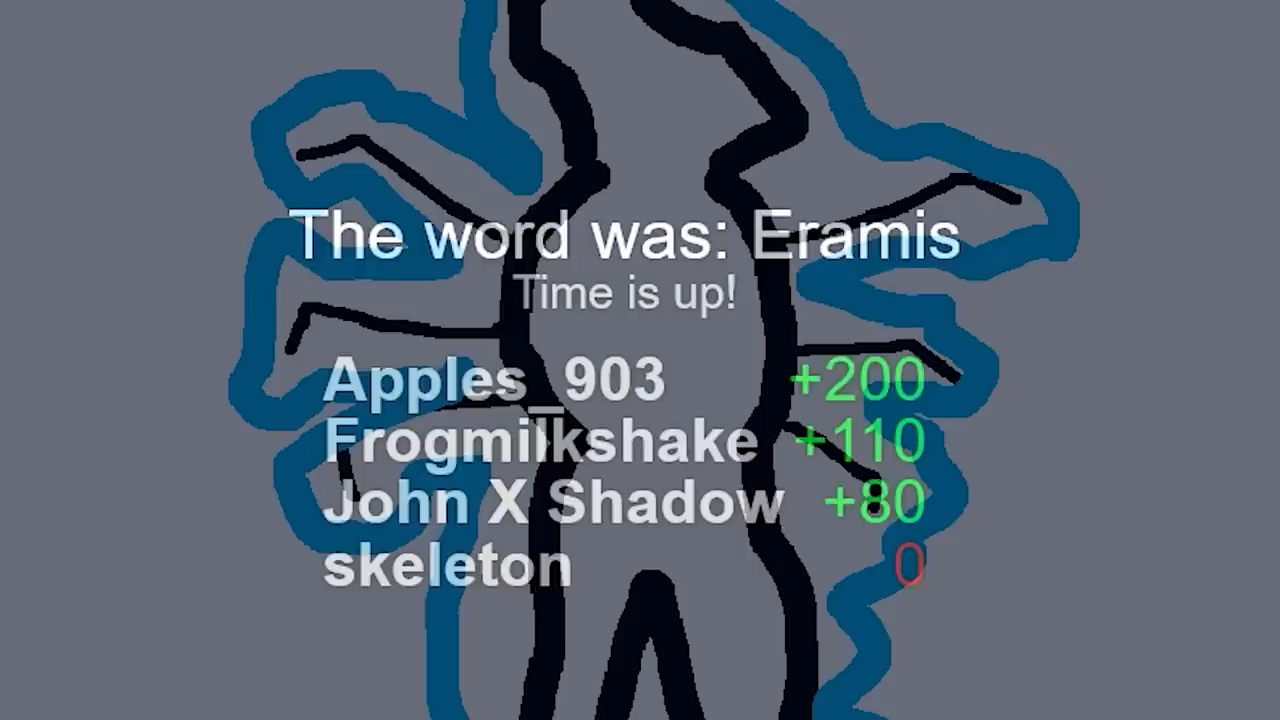 The word was: Eramis
Time is up!
Apples_903 +200
Frogmilkshake +110
John X Shadow +80
skeleton 0